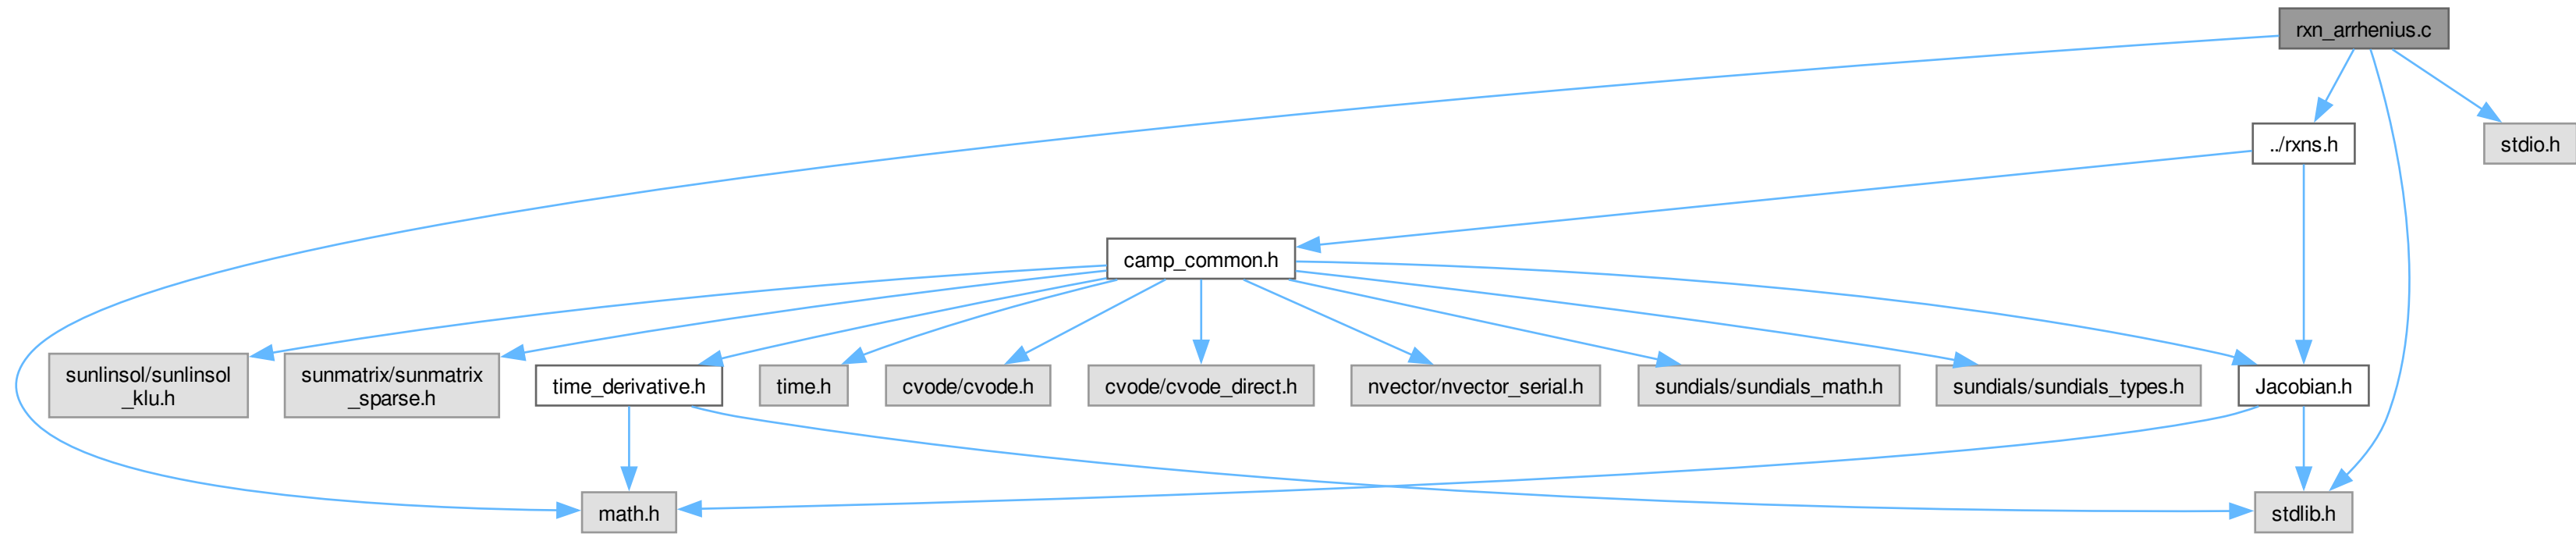 rxn_arrhenius.c
../rxns.h
stdio.h
camp_common.h
sunlinsol/sunlinsol
_klu.h
sunmatrix/sunmatrix
_sparse.h
time_derivative.h
time.h
cvode/cvode.h
cvode/cvode_direct.h
nvector/nvector_serial.h
sundials/sundials_math.h
sundials/sundials_types.h
Jacobian.h
math.h
stdlib.h